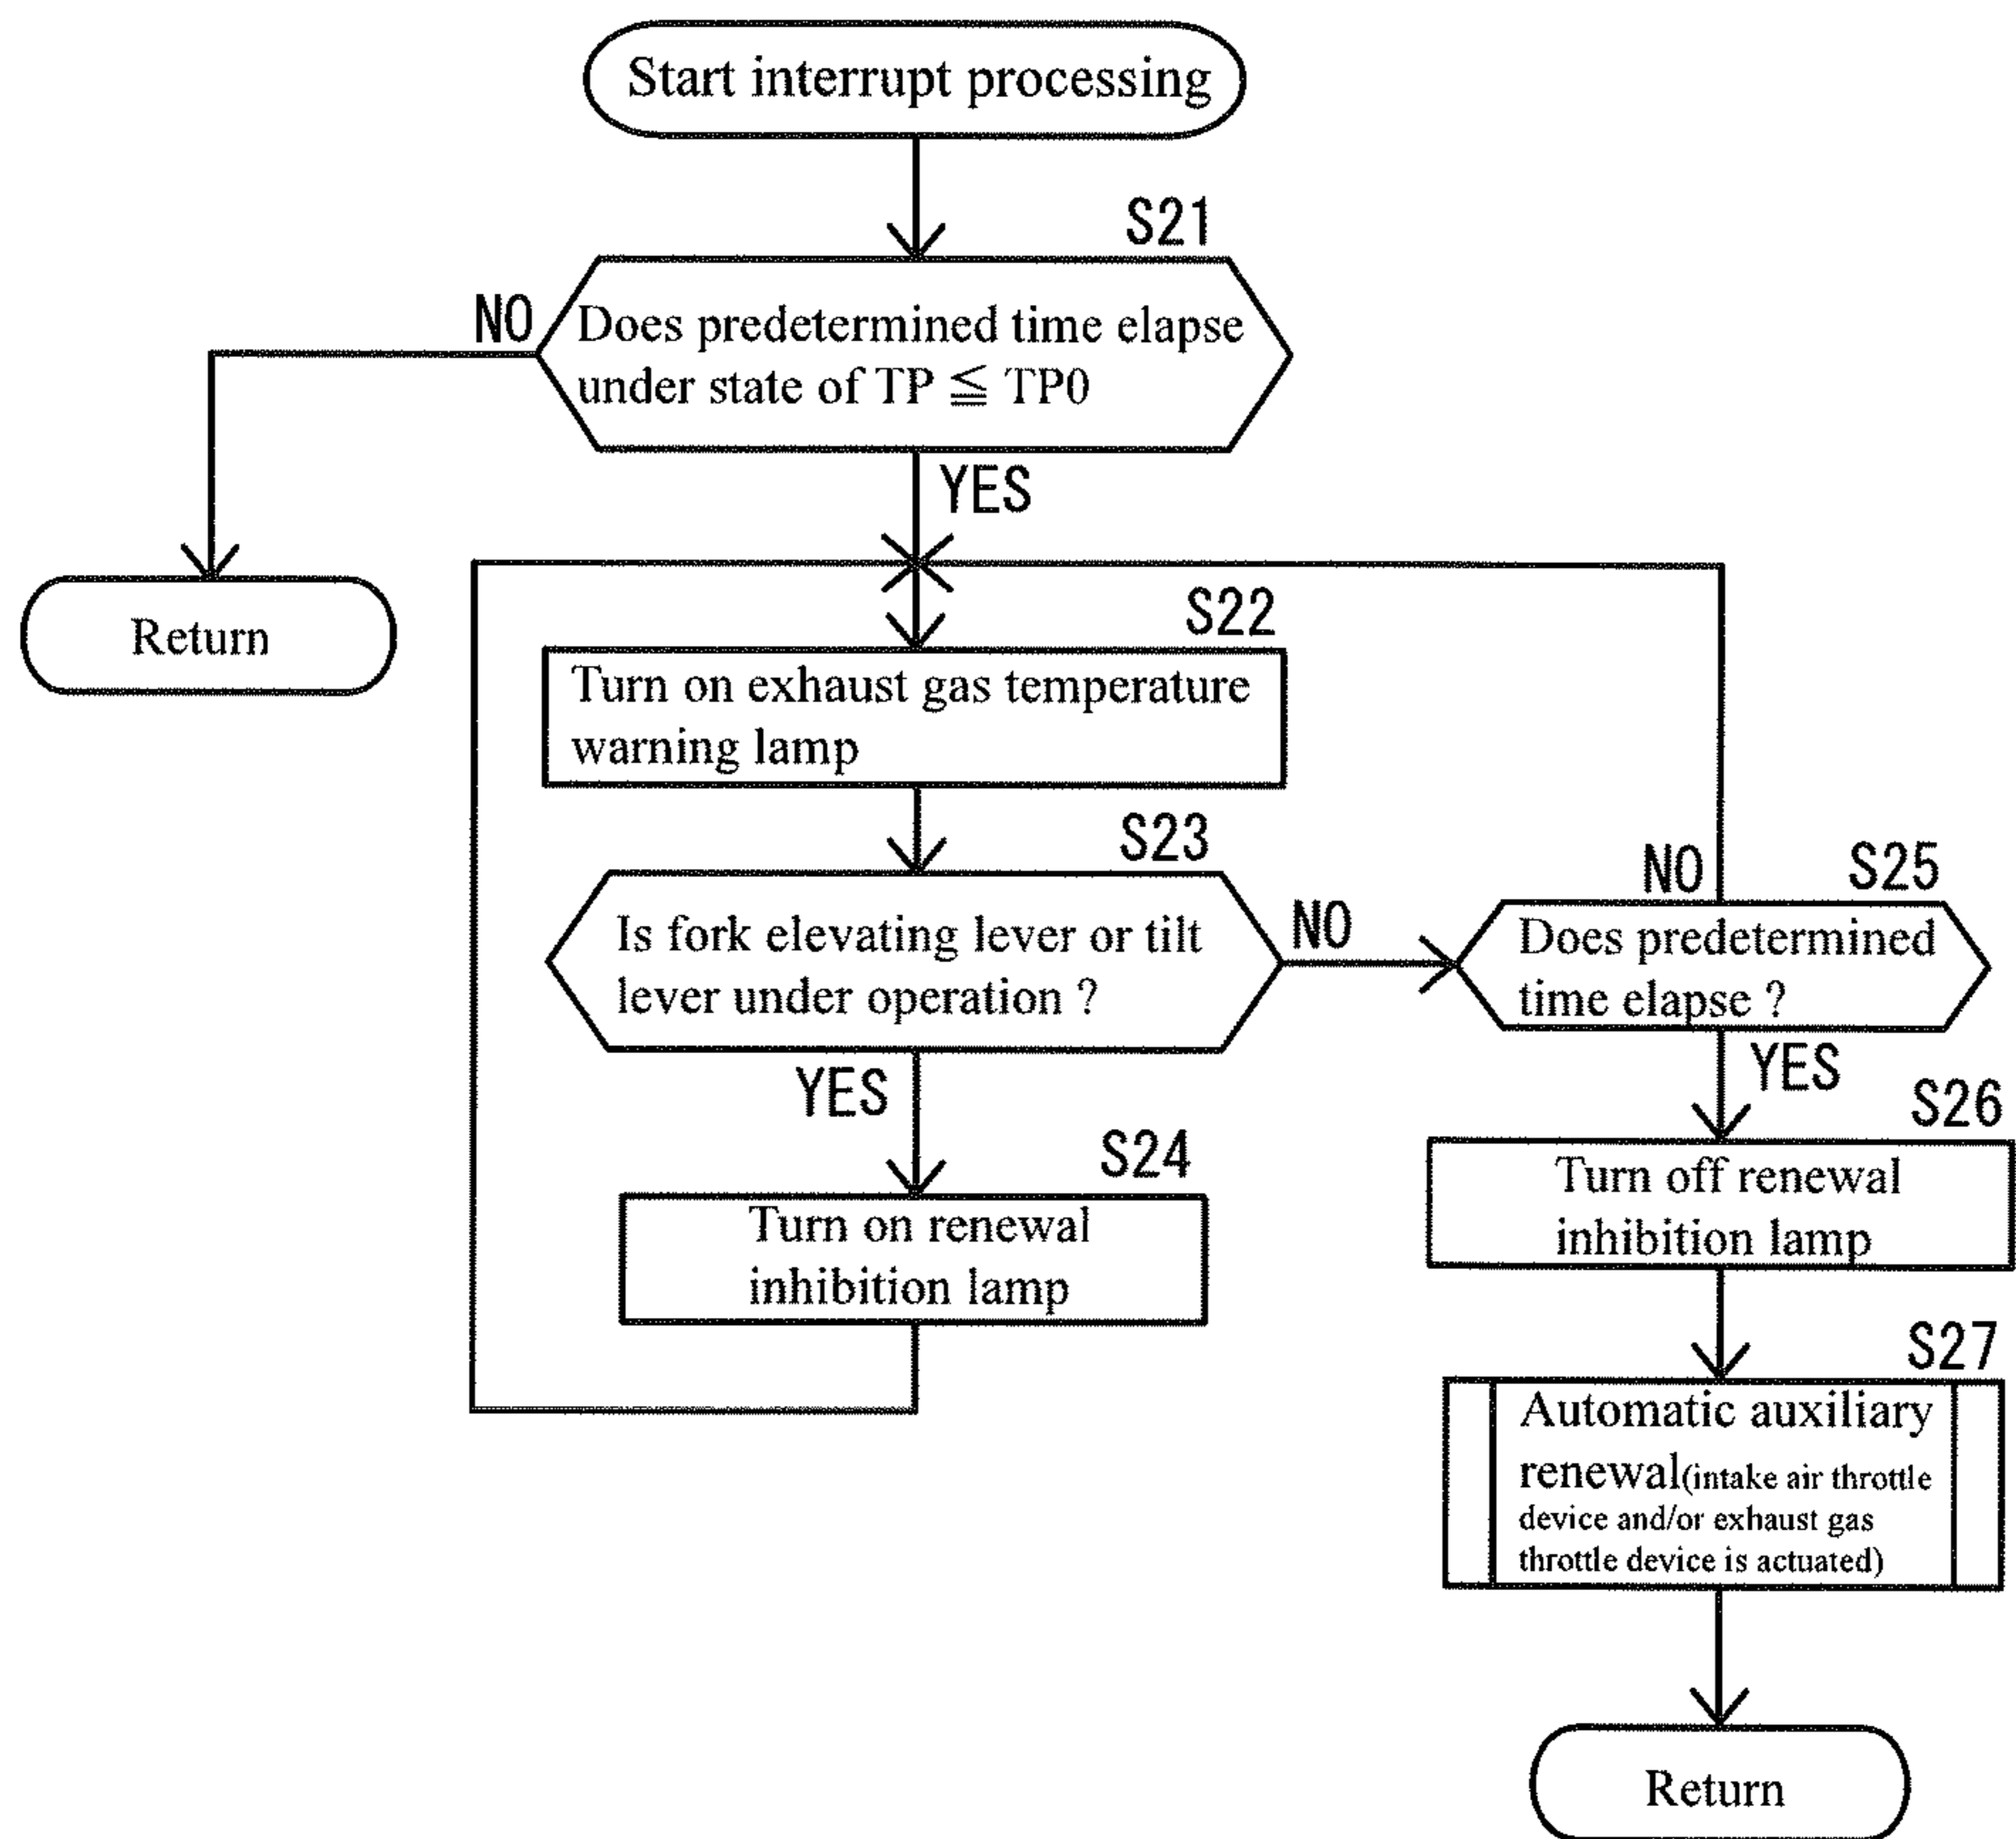 Start interrupt processing
S21
NO
Does predetermined time elapse
under state of TP ≦ TP0
YES
Return
S22
Turn on exhaust gas temperature
warning lamp
S23
Is fork elevating lever or tilt
lever under operation ?
NO
NO
S25
Does predetermined
time elapse ?
YES
YES
S24
Turn on renewal
inhibition lamp
S26
Turn off renewal
inhibition lamp
S27
Automatic auxiliary
renewal(intake air throttle
device and/or exhaust gas
throttle device is actuated)
Return